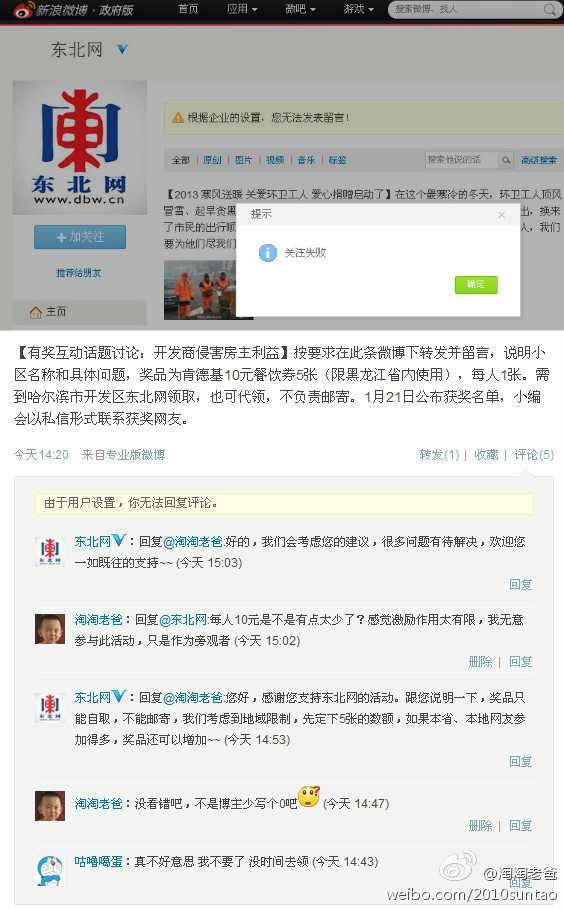 新浪微博·政府版
首页 应用 微吧 游戏 搜索微博、找人
东北网
根据企业的设置，您无法发表留言！
東
东北网
www.dbw.cn
全部 | 原创 | 图片 | 视频 | 音乐 | 标签 搜索他说的话 高级搜索
【2013 寒风送暖 关爱环卫工人 爱心捐赠启动了】在这个最寒冷的冬天，环卫工人顶风
冒雪、起早贪黑
出，换来
了市民的出行顺
人，我们
要为他们尽我们
+加关注
推荐给朋友
主页
提示
关注失败
确定
【有奖互动话题讨论：开发商侵害房主利益】按要求在此条微博下转发并留言，说明小
区名称和具体问题，奖品为肯德基10元餐饮券5张（限黑龙江省内使用），每人1张。需
到哈尔滨市开发区东北网领取，也可代领，不负责邮寄。1月21日公布获奖名单，小编
会以私信形式联系获奖网友。
今天14:20 来自专业版微博 转发(1) | 收藏 | 评论(5)
由于用户设置，你无法回复评论。
东北网：回复@淘淘老爸:好的，我们会考虑您的建议，很多问题有待解决，欢迎您
一如既往的支持~~ (今天 15:03)
回复
淘淘老爸：回复@东北网:每人10元是不是有点太少了？感觉激励作用太有限，我无意
参与此活动，只是作为旁观者 (今天 15:02)
删除 | 回复
东北网：回复@淘淘老爸:您好，感谢您支持东北网的活动。跟您说明一下，奖品只
能自取，不能邮寄，我们考虑到地域限制，先定下5张的数额，如果本省、本地网友参
加得多，奖品还可以增加~~ (今天 14:53)
回复
淘淘老爸：没看错吧，不是博主少写个0吧 (今天 14:47)
删除 | 回复
咕噜噶蛋：真不好意思 我不要了 没时间去领 (今天 14:43)
回复
@淘淘老爸
weibo.com/2010suntao